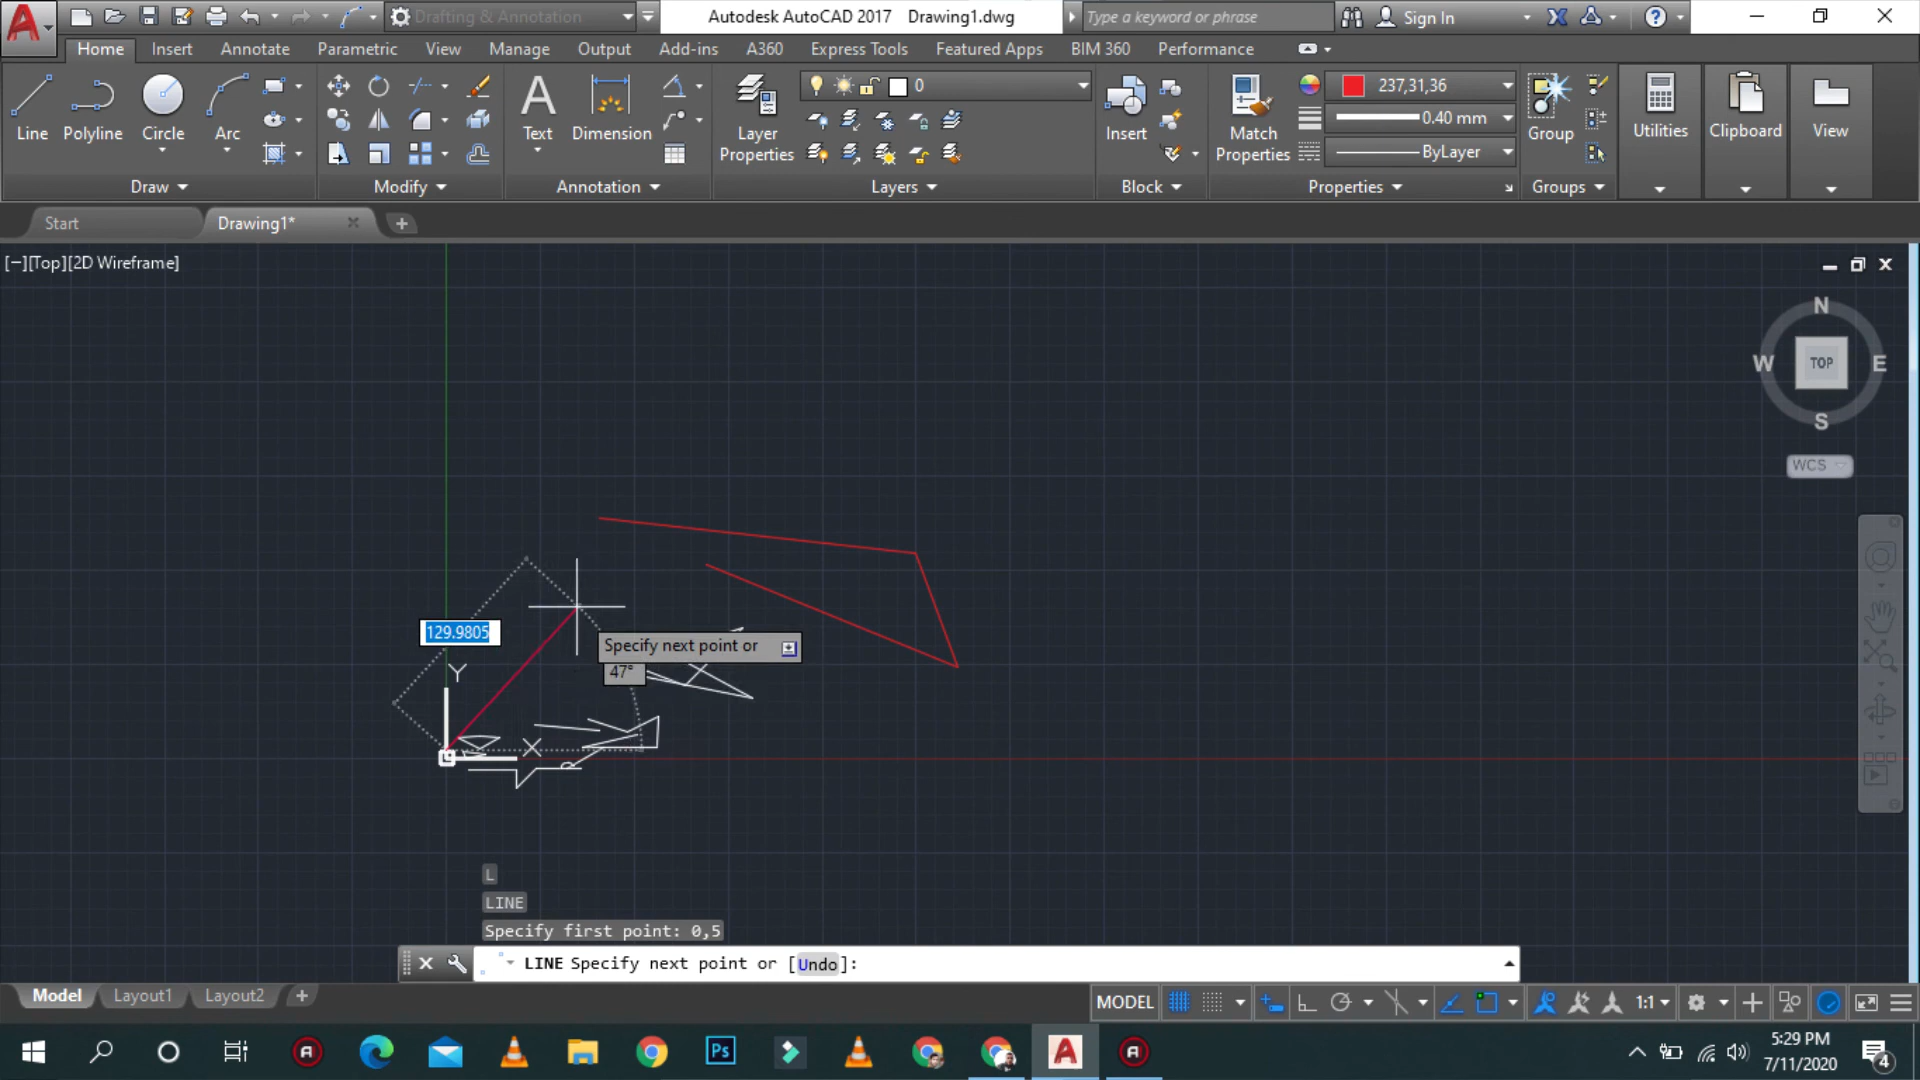 Drafting & Annotation
Autodesk AutoCAD 2017 Drawing1.dwg
Type a keyword or phrase
Sign In
Home Insert Annotate Parametric View Manage Output Add-ins A360 Express Tools Featured Apps BIM 360 Performance
0
237,31,36
0.40 mm
ByLayer
Line Polyline Circle Arc
Text Dimension
Layer Properties
Insert
Match Properties
Group
Utilities
Clipboard
View
Draw Modify Annotation Layers Block Properties Groups
Start Drawing1*
[−][Top][2D Wireframe]
N
W TOP E
S
WCS
129.9805
Specify next point or
47°
Y
X
L
LINE
Specify first point: 0,5
LINE Specify next point or [Undo]:
Model Layout1 Layout2
MODEL 1:1
Ps
5:29 PM
7/11/2020
4